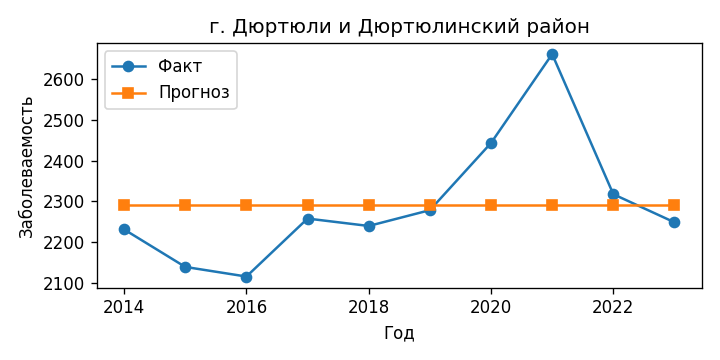 г. Дюртюли и Дюртюлинский район
Факт
Прогноз
2600
2500
2400
2300
2200
2100
Заболеваемость
2014
2016
2018
2020
2022
Год